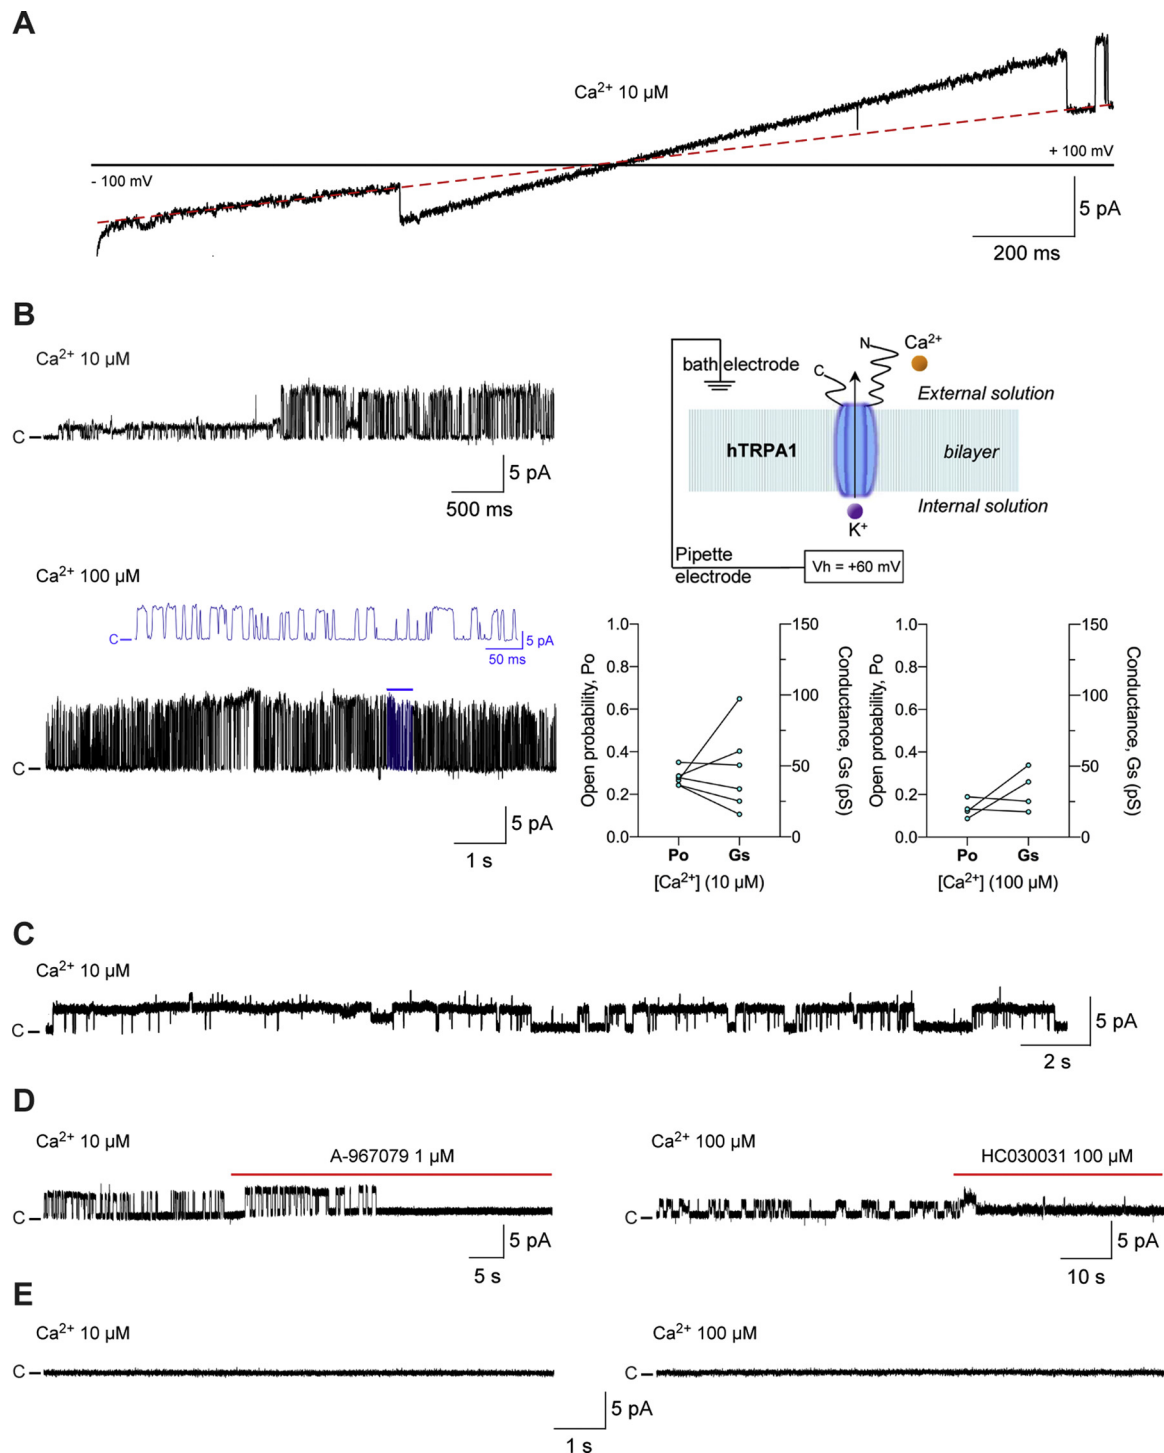 A
Ca²⁺ 10 µM
- 100 mV
+ 100 mV
5 pA
200 ms
B
Ca²⁺ 10 µM
C
5 pA
500 ms
bath electrode
C
N
Ca²⁺
External solution
hTRPA1
bilayer
Internal solution
K⁺
Pipette
electrode
Vh = +60 mV
Ca²⁺ 100 µM
C
5 pA
50 ms
C
5 pA
1 s
Open probability, Po
1.0
0.8
0.6
0.4
0.2
0.0
150
100
50
0
Conductance, Gs (pS)
Po
Gs
[Ca²⁺] (10 µM)
Open probability, Po
1.0
0.8
0.6
0.4
0.2
0.0
150
100
50
0
Conductance, Gs (pS)
Po
Gs
[Ca²⁺] (100 µM)
C
Ca²⁺ 10 µM
C
5 pA
2 s
D
Ca²⁺ 10 µM
A-967079 1 µM
C
5 pA
5 s
Ca²⁺ 100 µM
HC030031 100 µM
C
5 pA
10 s
E
Ca²⁺ 10 µM
C
Ca²⁺ 100 µM
C
5 pA
1 s